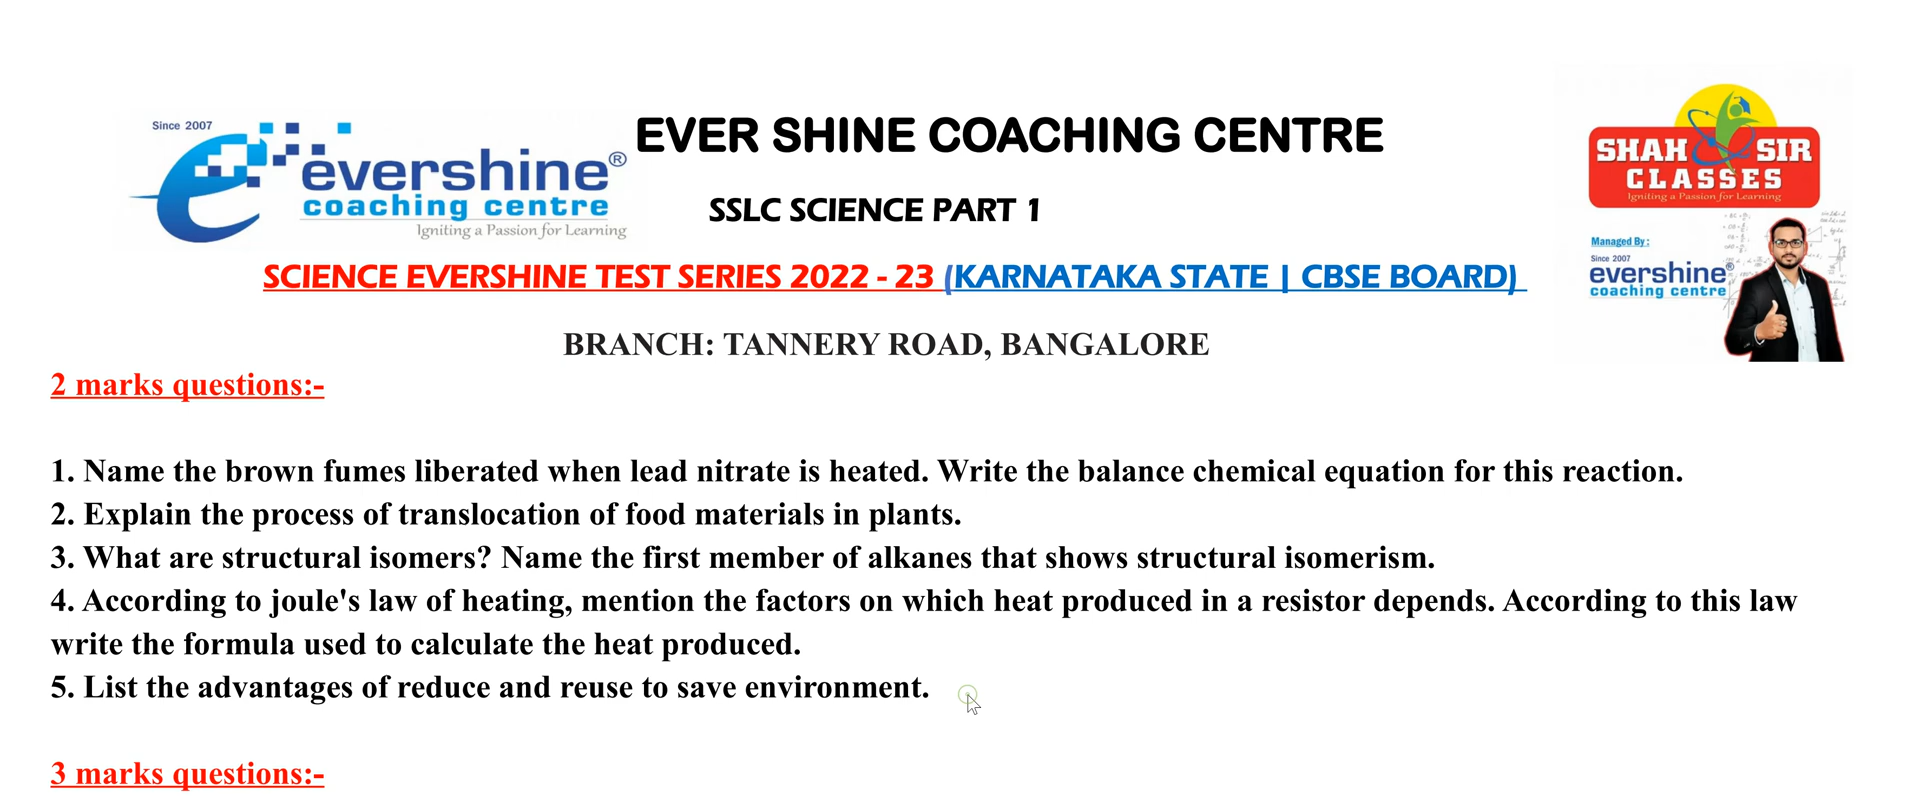 Since 2007
evershine®
coaching centre
Igniting a Passion for Learning
EVER SHINE COACHING CENTRE
SSLC SCIENCE PART 1
SCIENCE EVERSHINE TEST SERIES 2022 - 23 (KARNATAKA STATE | CBSE BOARD)
BRANCH: TANNERY ROAD, BANGALORE
SHAH SIR
CLASSES
Igniting a Passion for Learning
Managed By :
Since 2007
evershine®
coaching centre
2 marks questions:-
1. Name the brown fumes liberated when lead nitrate is heated. Write the balance chemical equation for this reaction.
2. Explain the process of translocation of food materials in plants.
3. What are structural isomers? Name the first member of alkanes that shows structural isomerism.
4. According to joule's law of heating, mention the factors on which heat produced in a resistor depends. According to this law
write the formula used to calculate the heat produced.
5. List the advantages of reduce and reuse to save environment.
3 marks questions:-